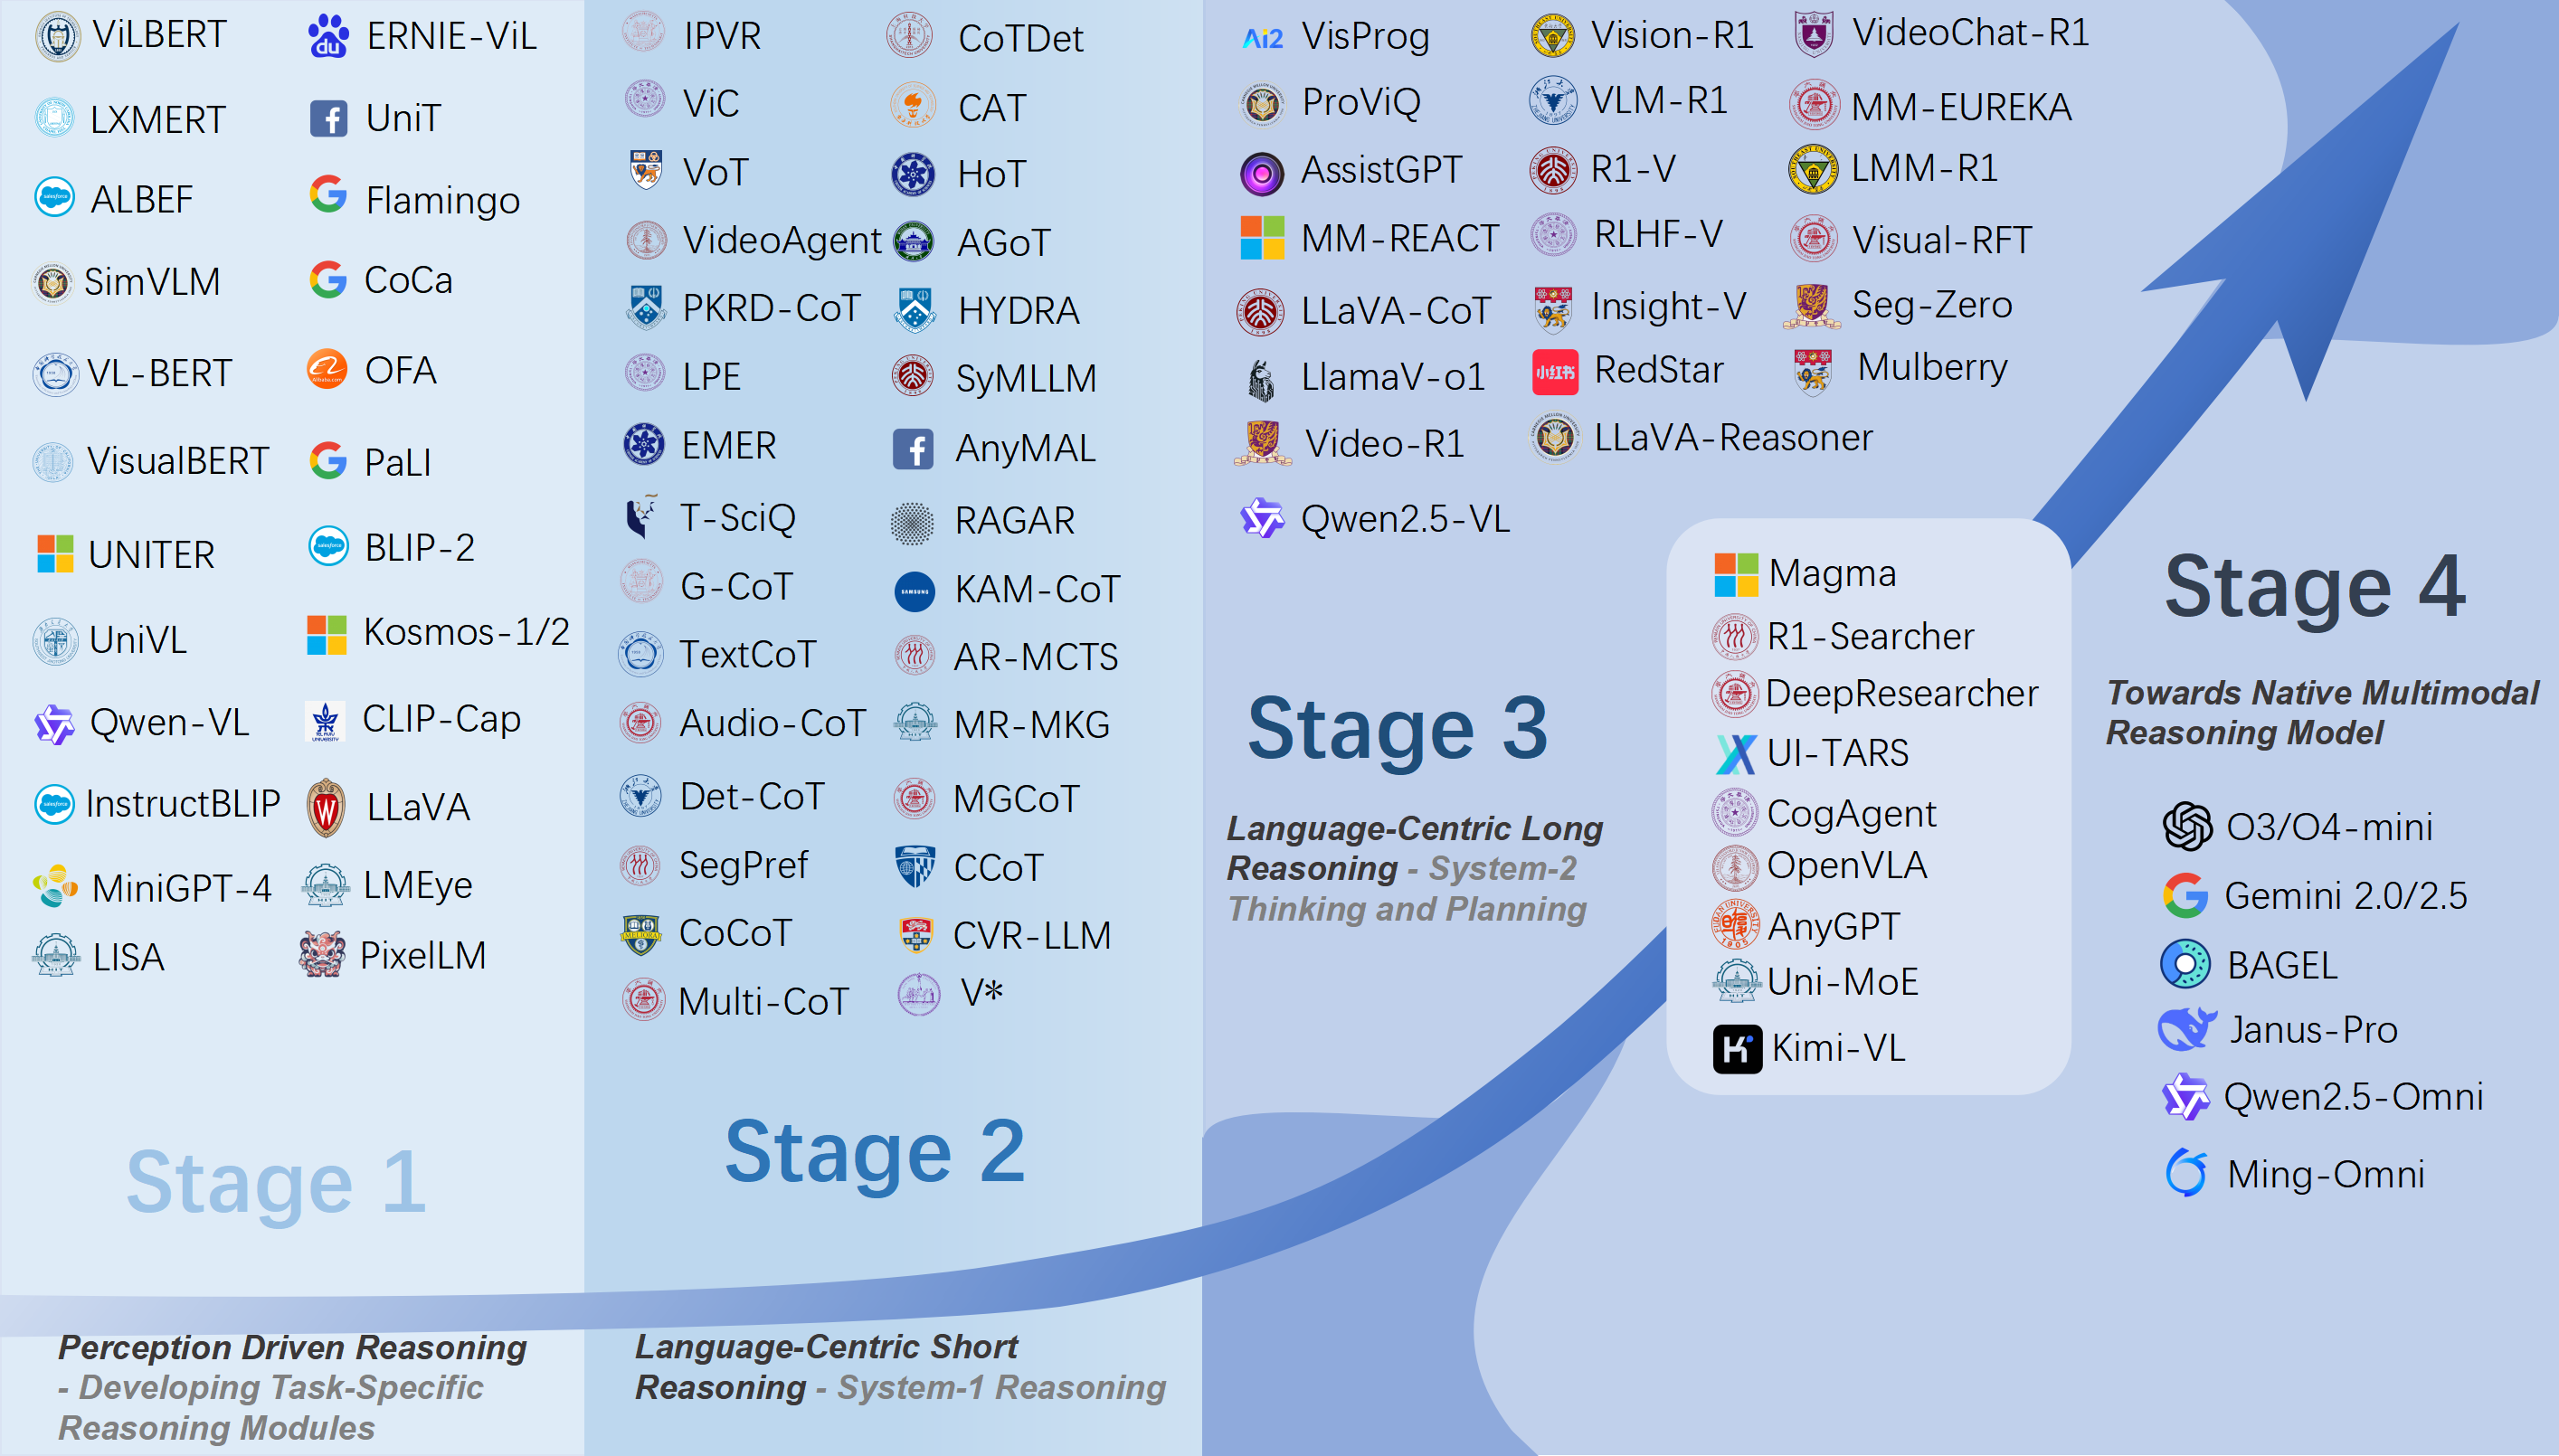 ViLBERT
LXMERT
ALBEF
SimVLM
VL-BERT
VisualBERT
UNITER
UniVL
Qwen-VL
InstructBLIP
MiniGPT-4
LISA
ERNIE-ViL
UniT
Flamingo
CoCa
OFA
PaLI
BLIP-2
Kosmos-1/2
CLIP-Cap
LLaVA
LMEye
PixelLM
Stage 1
Perception Driven Reasoning
- Developing Task-Specific
Reasoning Modules
IPVR
ViC
VoT
VideoAgent
PKRD-CoT
LPE
EMER
T-SciQ
G-CoT
TextCoT
Audio-CoT
Det-CoT
SegPref
CoCoT
Multi-CoT
CoTDet
CAT
HoT
AGoT
HYDRA
SyMLLM
AnyMAL
RAGAR
SAMSUNG
KAM-CoT
AR-MCTS
MR-MKG
MGCoT
CCoT
CVR-LLM
V*
Stage 2
Language-Centric Short
Reasoning - System-1 Reasoning
Ai2 VisProg
ProViQ
AssistGPT
MM-REACT
LLaVA-CoT
LlamaV-o1
Video-R1
Qwen2.5-VL
Vision-R1
VLM-R1
R1-V
RLHF-V
Insight-V
小红书 RedStar
LLaVA-Reasoner
VideoChat-R1
MM-EUREKA
LMM-R1
Visual-RFT
Seg-Zero
Mulberry
Stage 3
Language-Centric Long
Reasoning - System-2
Thinking and Planning
Magma
R1-Searcher
DeepResearcher
UI-TARS
CogAgent
OpenVLA
AnyGPT
Uni-MoE
Kimi-VL
Stage 4
Towards Native Multimodal
Reasoning Model
O3/O4-mini
Gemini 2.0/2.5
BAGEL
Janus-Pro
Qwen2.5-Omni
Ming-Omni